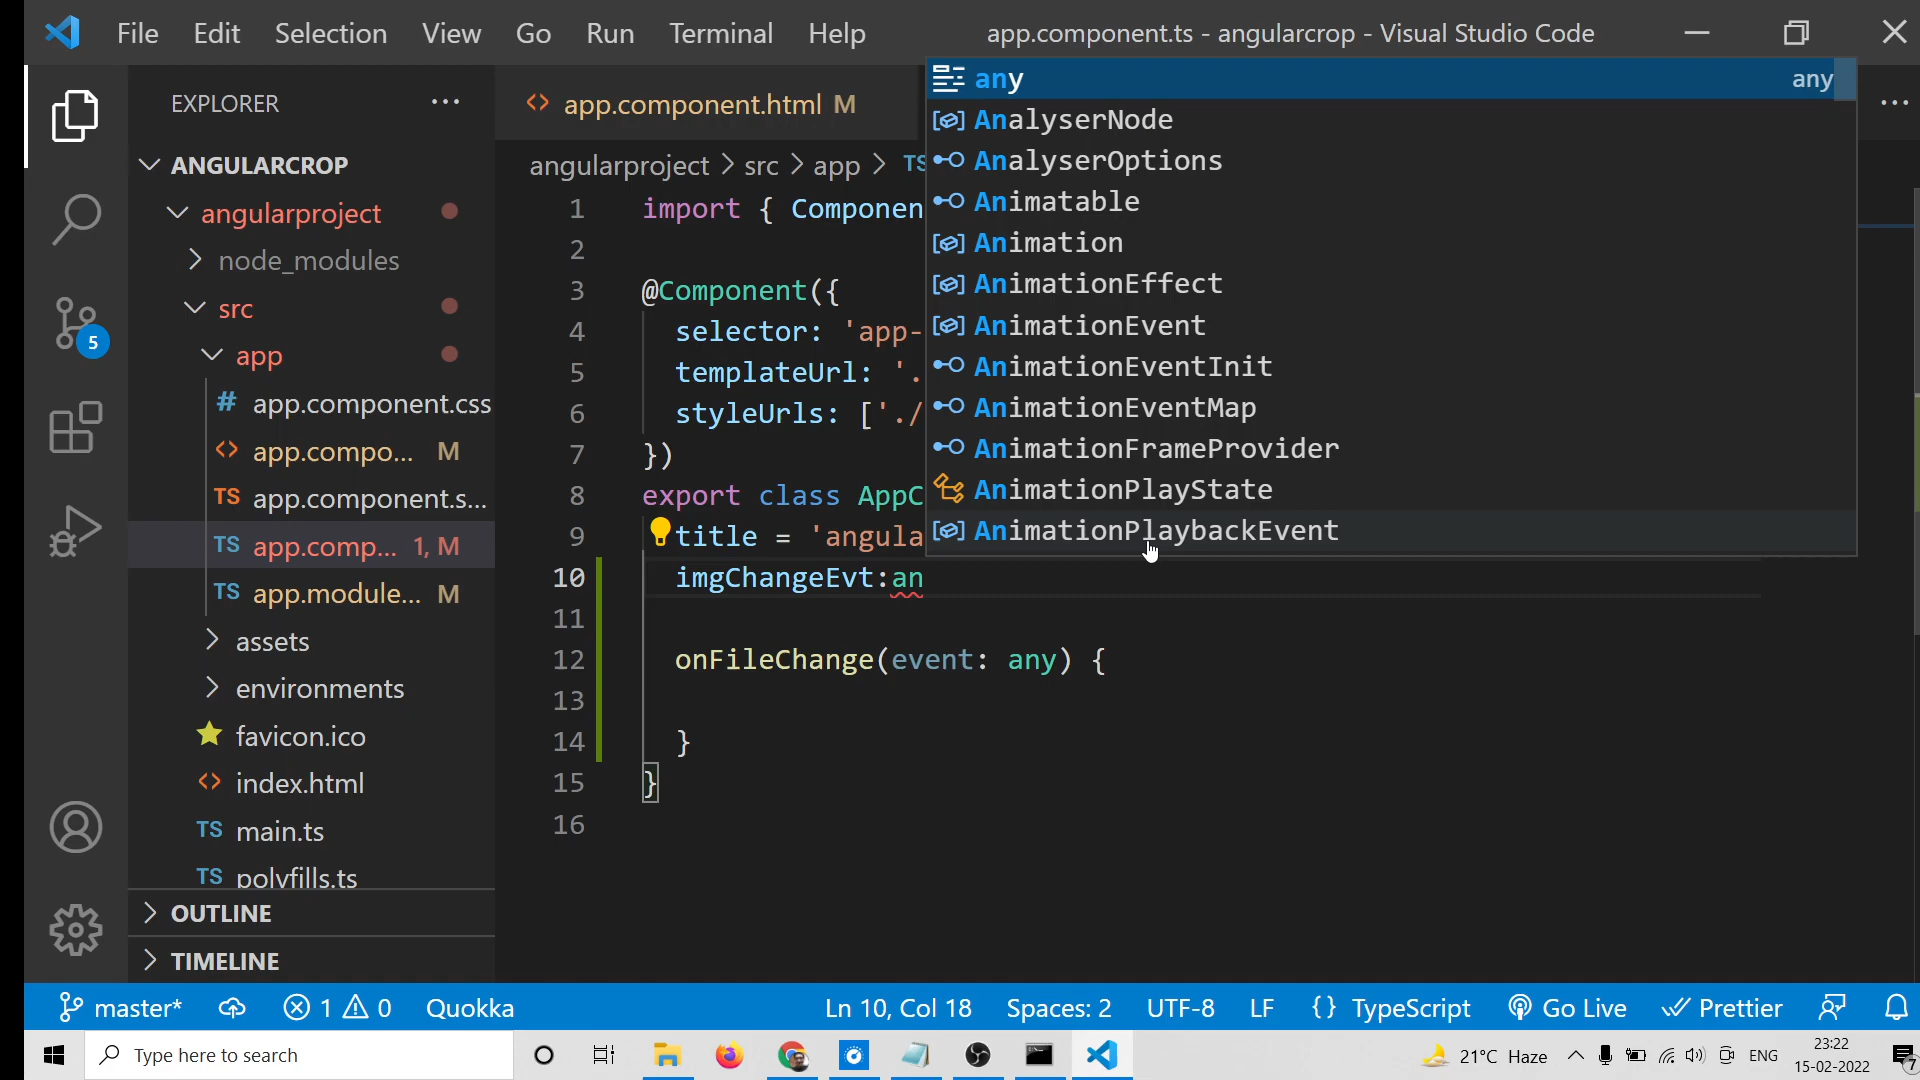 File Edit Selection View Go Run Terminal Help app.component.ts - angularcrop - Visual Studio Code
EXPLORER
ANGULARCROP
angularproject
node_modules
src
app
app.component.css
app.compo... M
TS app.component.s...
TS app.comp... 1, M
TS app.module... M
assets
environments
favicon.ico
index.html
TS main.ts
TS polyfills.ts
OUTLINE
TIMELINE
app.component.html M
angularproject > src > app > TS
1 import { Componen
2
3 @Component({
4 selector: 'app-
5 templateUrl: '.
6 styleUrls: ['./
7 })
8 export class AppC
9 title = 'angula
10 imgChangeEvt:an
11
12 onFileChange(event: any) {
13
14 }
15 }
16
any any
AnalyserNode
AnalyserOptions
Animatable
Animation
AnimationEffect
AnimationEvent
AnimationEventInit
AnimationEventMap
AnimationFrameProvider
AnimationPlayState
AnimationPlaybackEvent
5
master* 1 0 Quokka Ln 10, Col 18 Spaces: 2 UTF-8 LF {} TypeScript Go Live Prettier
Type here to search
21°C Haze ENG
23:22
15-02-2022
7